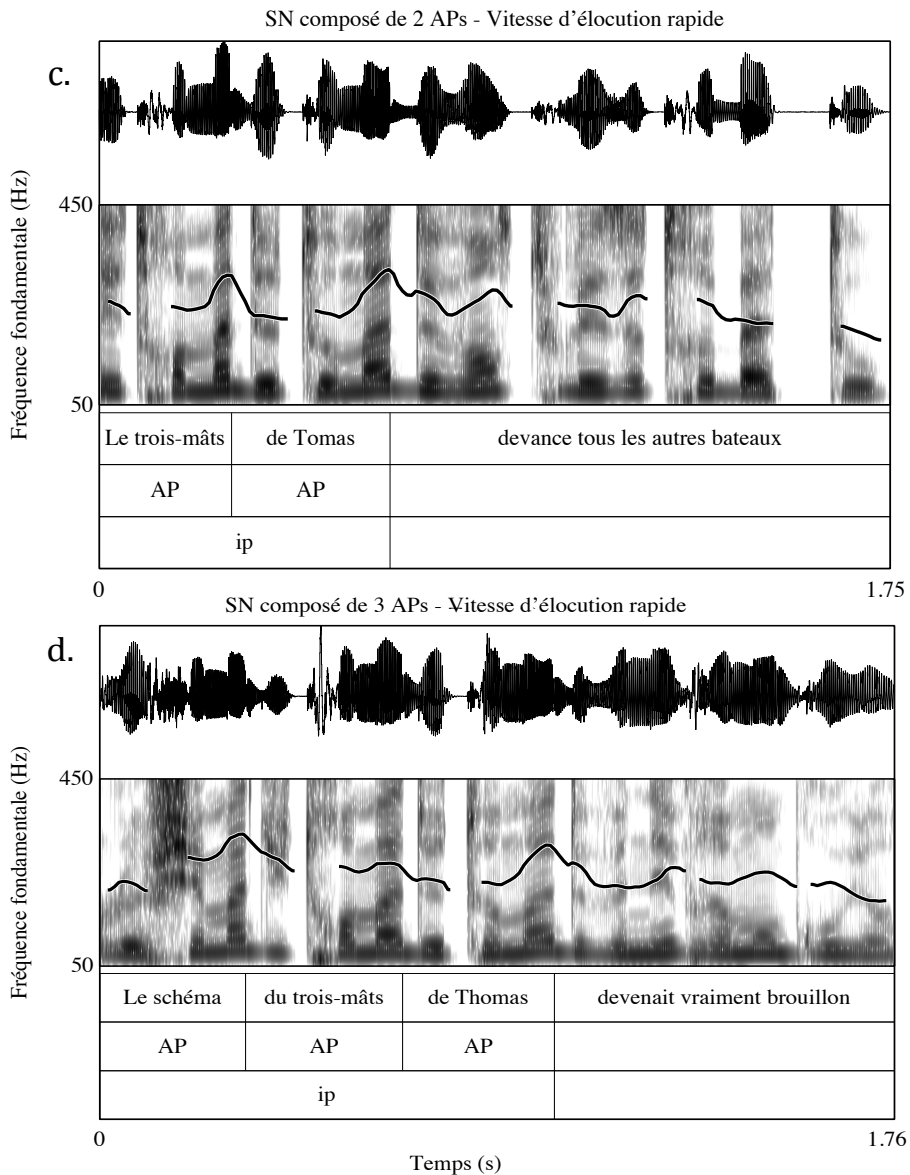 SN composé de 2 APs - Vitesse d'élocution rapide
c.
Fréquence fondamentale (Hz)
450
50
Le trois-mâts de Tomas devance tous les autres bateaux
AP AP
ip
0 1.75
SN composé de 3 APs - Vitesse d'élocution rapide
d.
Fréquence fondamentale (Hz)
450
50
Le schéma du trois-mâts de Thomas devenait vraiment brouillon
AP AP AP
ip
0 1.76
Temps (s)